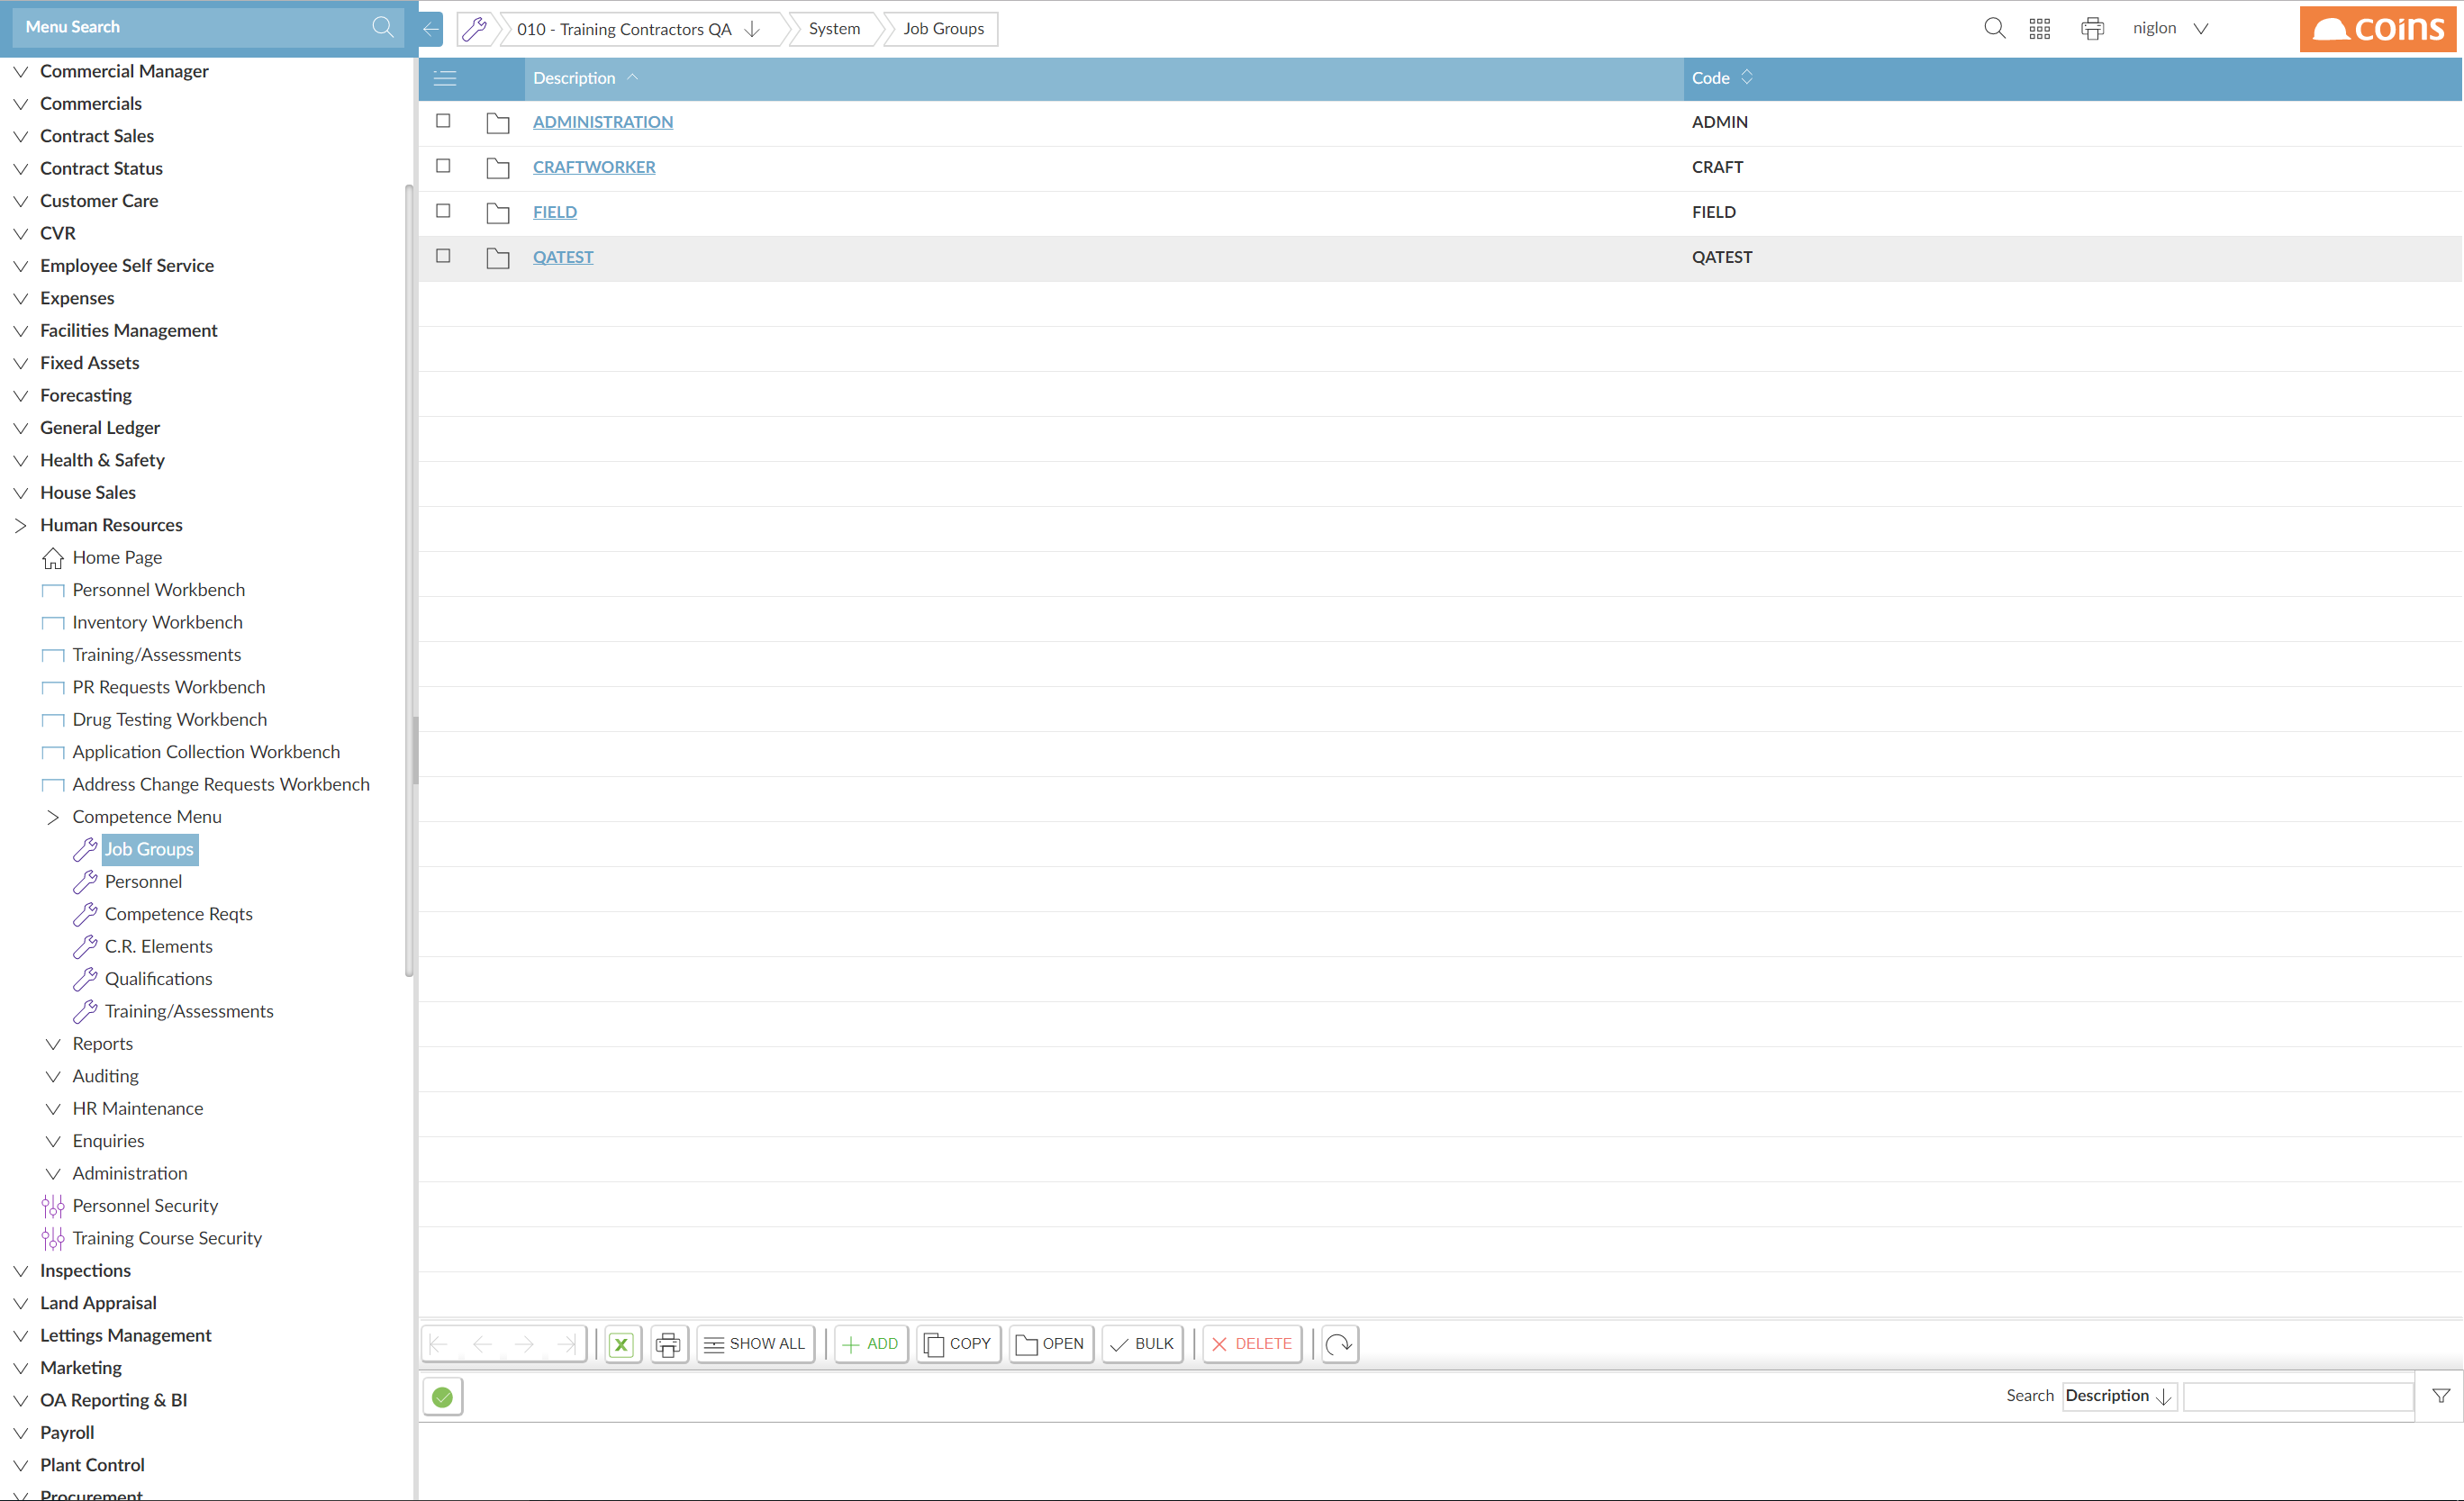 Menu Search
010 - Training Contractors QA
System
Job Groups
niglon
coins
Commercial Manager
Commercials
Contract Sales
Contract Status
Customer Care
CVR
Employee Self Service
Expenses
Facilities Management
Fixed Assets
Forecasting
General Ledger
Health & Safety
House Sales
Human Resources
Home Page
Personnel Workbench
Inventory Workbench
Training/Assessments
PR Requests Workbench
Drug Testing Workbench
Application Collection Workbench
Address Change Requests Workbench
Competence Menu
Job Groups
Personnel
Competence Reqts
C.R. Elements
Qualifications
Training/Assessments
Reports
Auditing
HR Maintenance
Enquiries
Administration
Personnel Security
Training Course Security
Inspections
Land Appraisal
Lettings Management
Marketing
OA Reporting & BI
Payroll
Plant Control
Procurement
Description Code
ADMINISTRATION ADMIN
CRAFTWORKER CRAFT
FIELD FIELD
QATEST QATEST
SHOW ALL ADD COPY OPEN BULK DELETE
Search Description